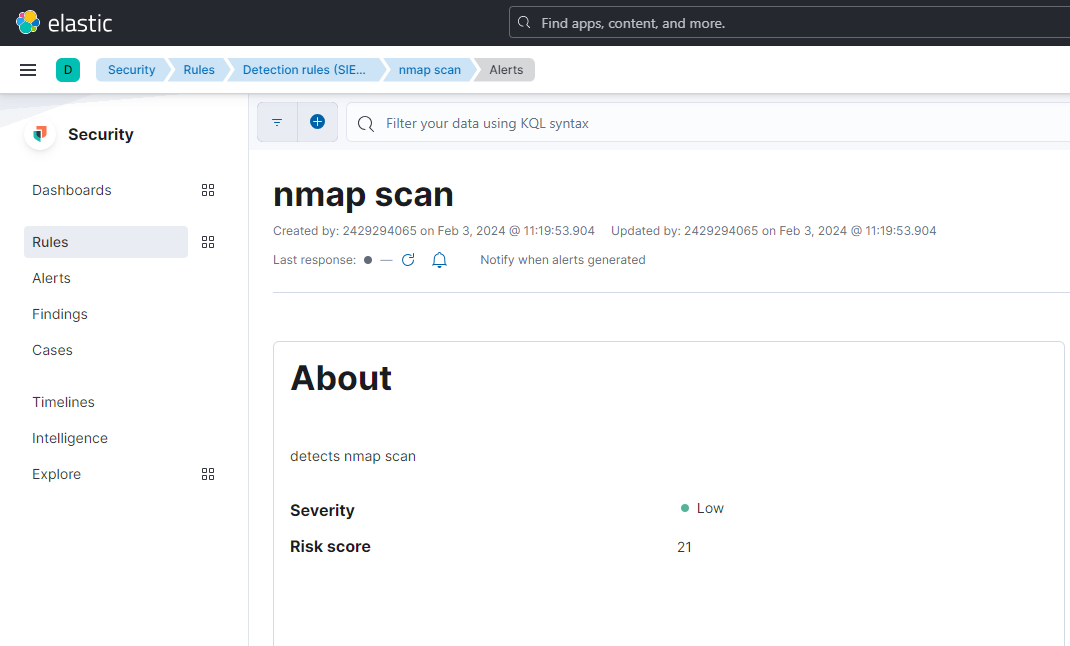 elastic
Find apps, content, and more.
D
Security
Rules
Detection rules (SIE...
nmap scan
Alerts
Security
Dashboards
Rules
Alerts
Findings
Cases
Timelines
Intelligence
Explore
Filter your data using KQL syntax
nmap scan
Created by: 2429294065 on Feb 3, 2024 @ 11:19:53.904 Updated by: 2429294065 on Feb 3, 2024 @ 11:19:53.904
Last response: — Notify when alerts generated
About
detects nmap scan
Severity Low
Risk score 21